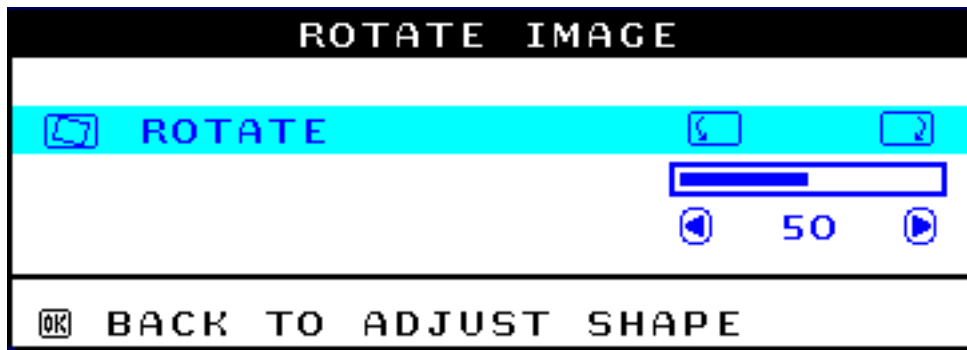 ROTATE IMAGE
ROTATE
50
OK BACK TO ADJUST SHAPE